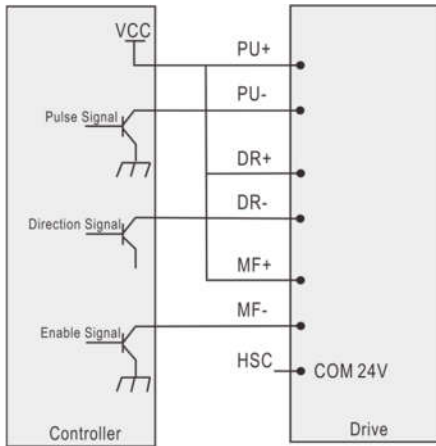 VCC
PU+
Pulse Signal
PU-
DR+
Direction Signal
DR-
MF+
Enable Signal
MF-
HSC
COM 24V
Controller
Drive